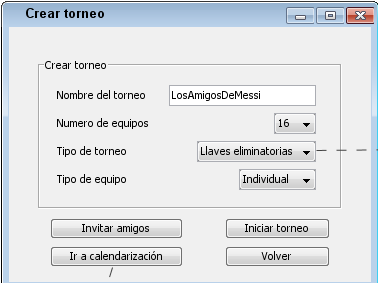 Crear torneo
Crear torneo
Nombre del torneo LosAmigosDeMessi
Numero de equipos 16
Tipo de torneo Llaves eliminatorias
Tipo de equipo Individual
Invitar amigos Iniciar torneo
Ir a calendarización Volver